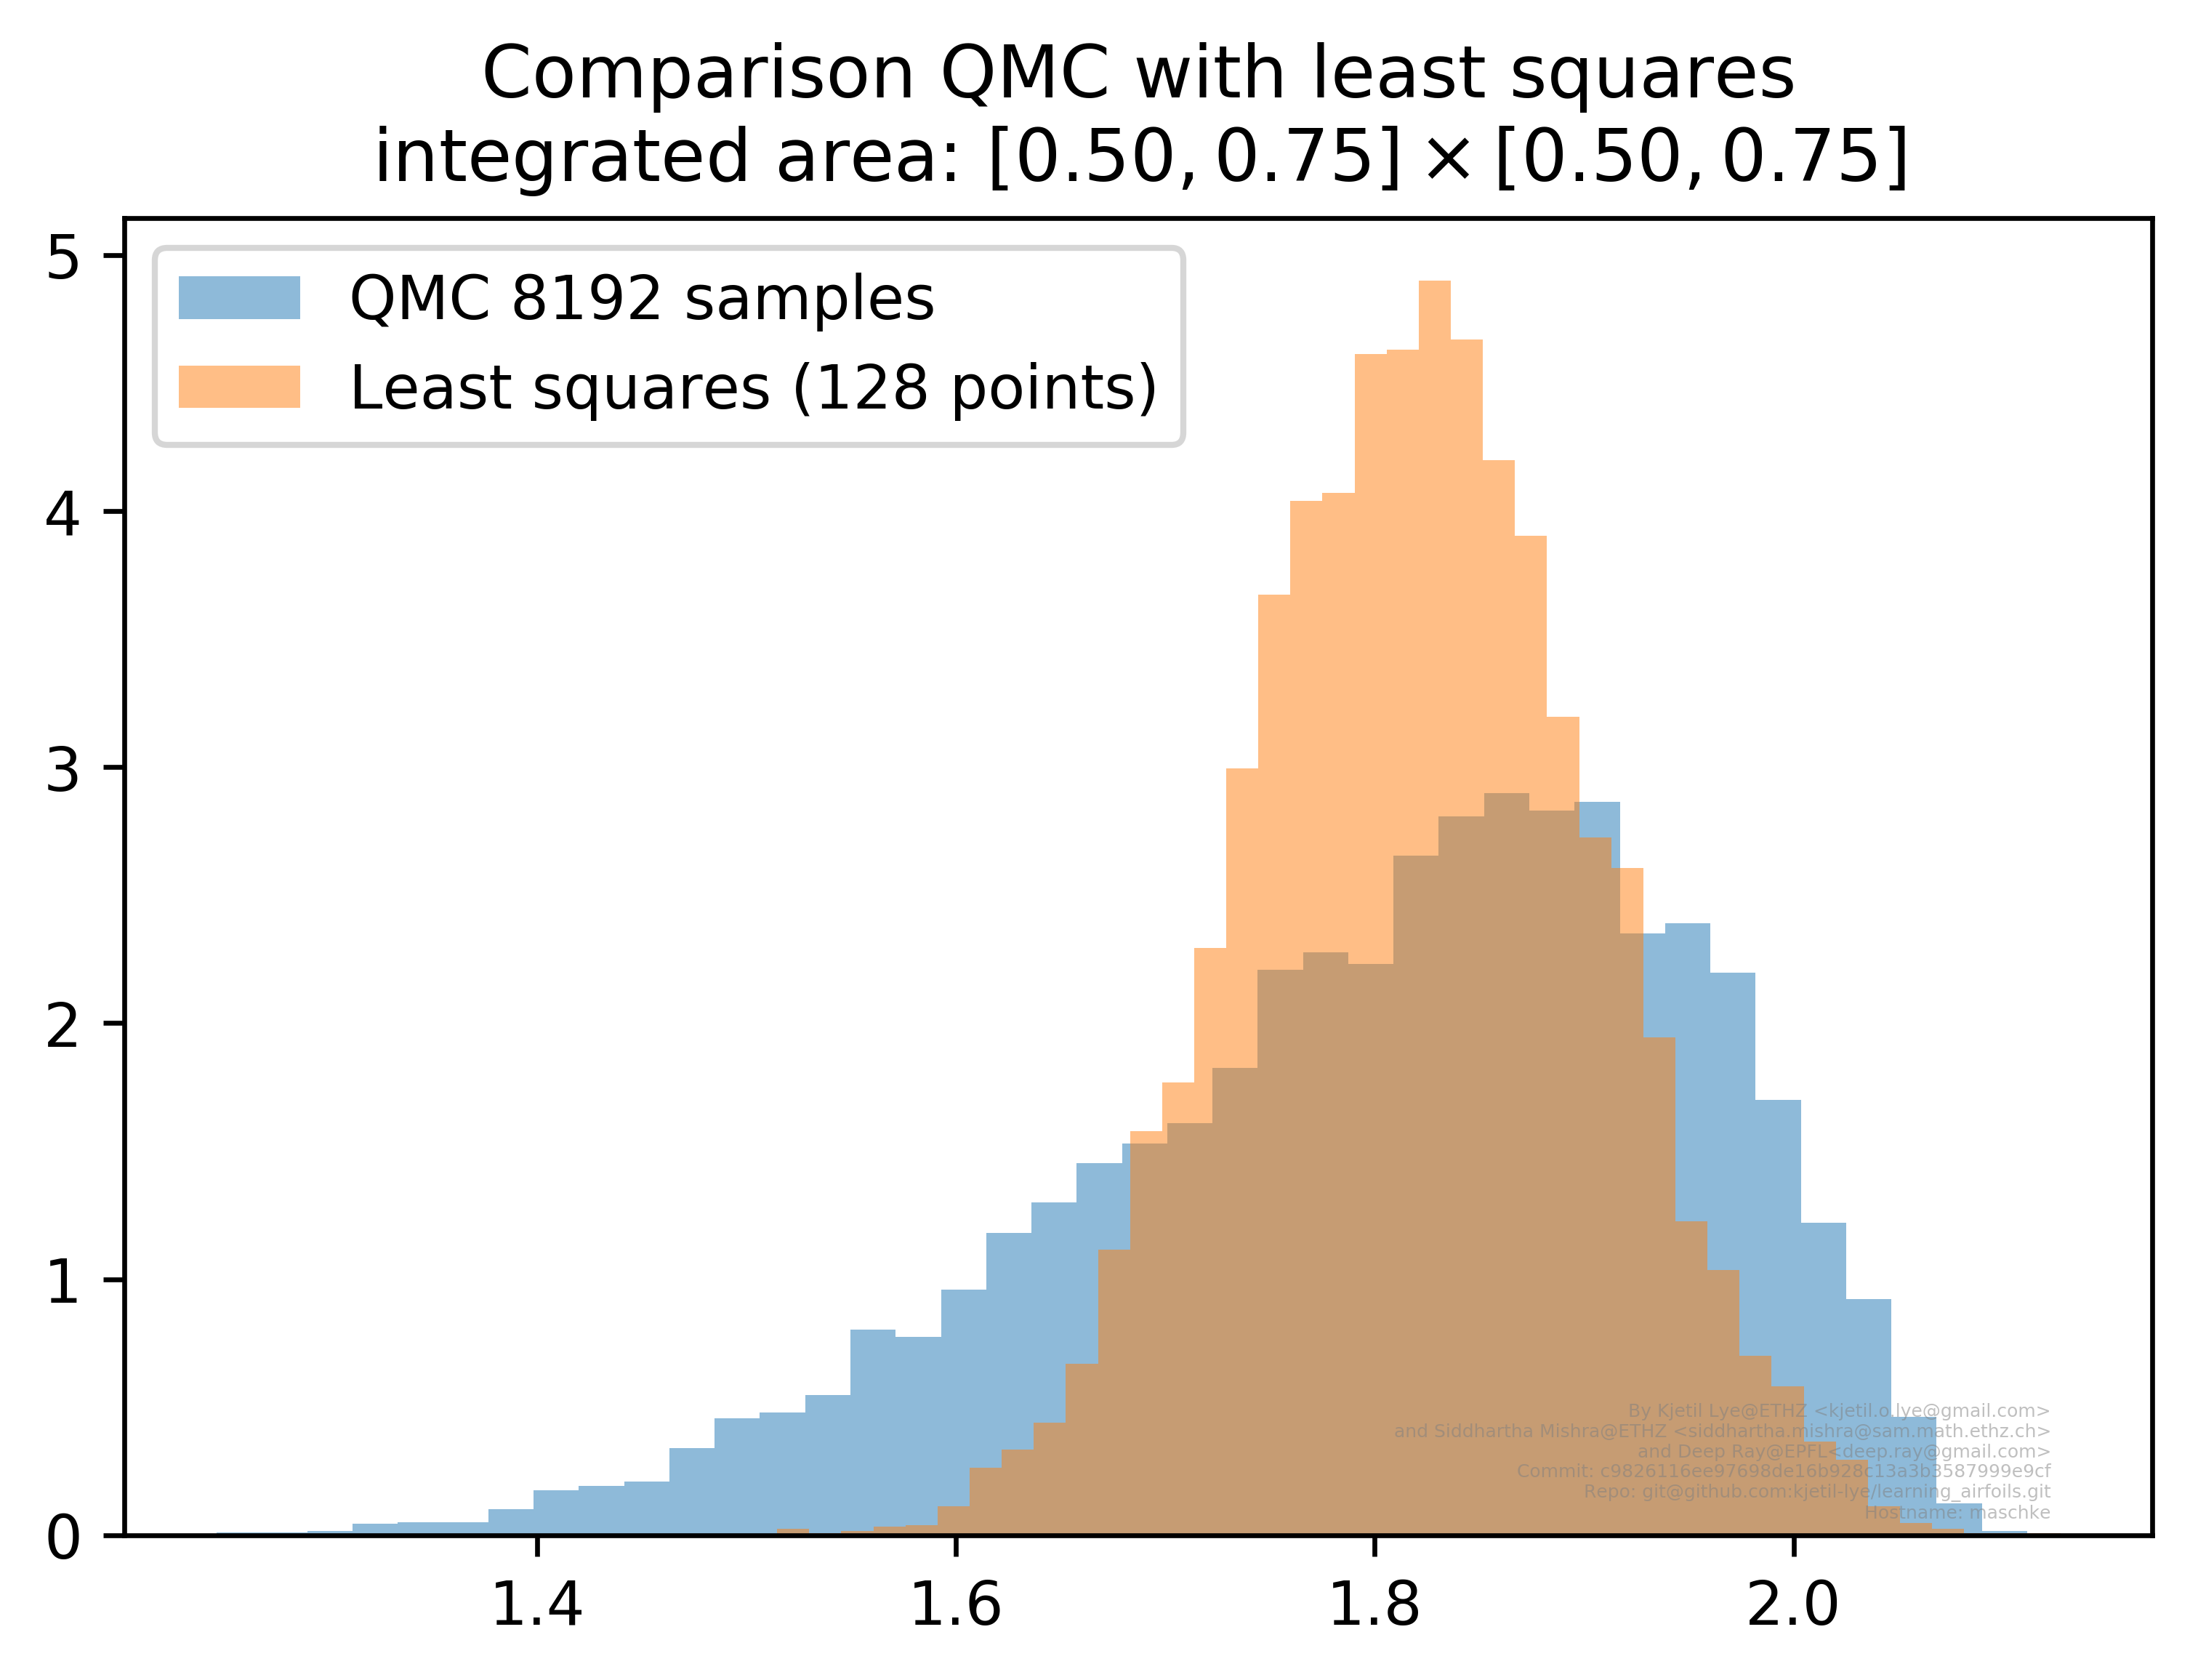 Comparison QMC with least squares
integrated area: [0.50, 0.75] × [0.50, 0.75]
QMC 8192 samples
Least squares (128 points)
5
4
3
2
1
0
1.4
1.6
1.8
2.0
By Kjetil Lye@ETHZ <kjetil.o.lye@gmail.com>
and Siddhartha Mishra@ETHZ <siddhartha.mishra@sam.math.ethz.ch>
and Deep Ray@EPFL<deep.ray@gmail.com>
Commit: c9826116ee97698de16b928c13a3b3587999e9cf
Repo: git@github.com:kjetil-lye/learning_airfoils.git
Hostname: maschke